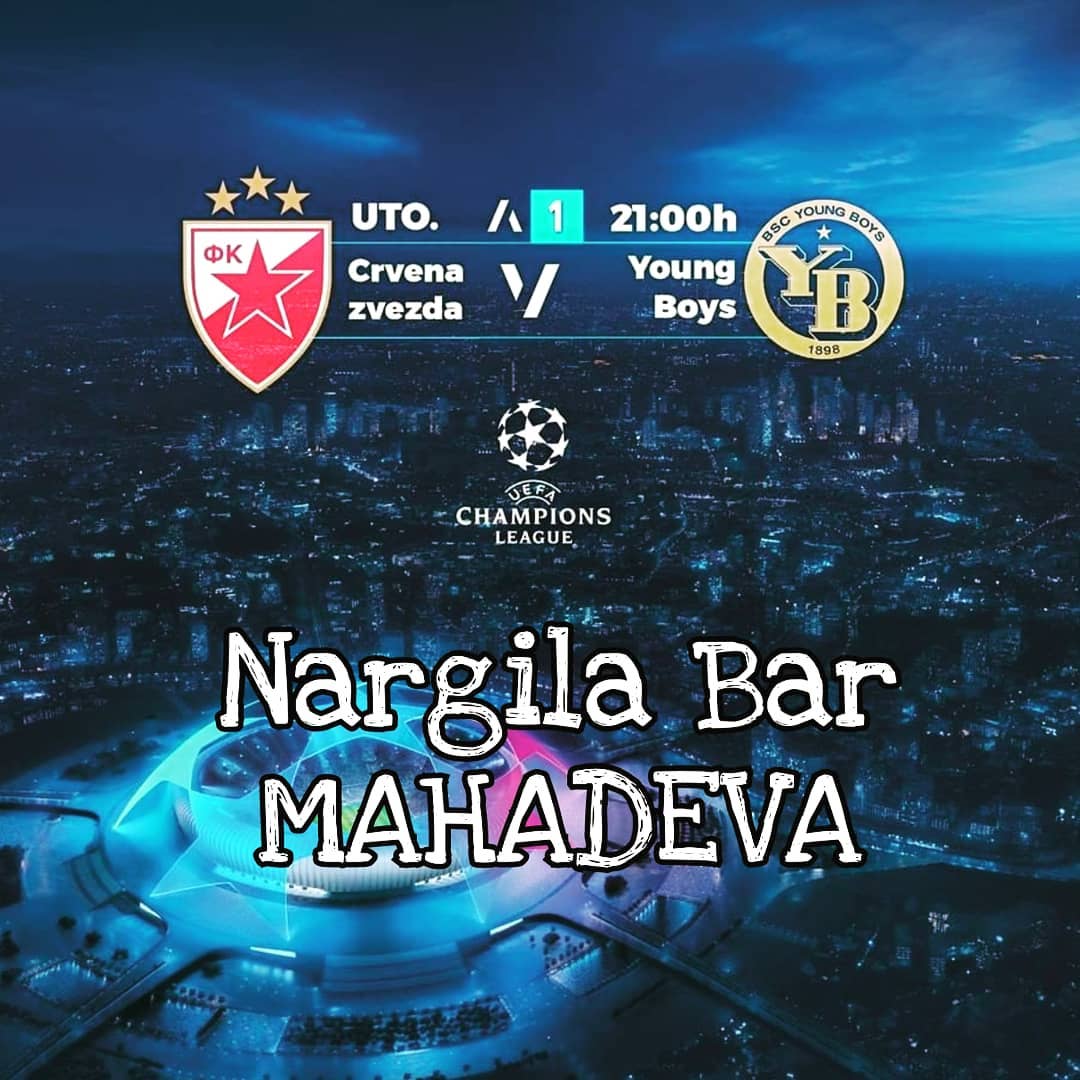 UTO. A 1 21:00h
Crvena zvezda V Young Boys
ФК
BSC YOUNG BOYS
YB
1898
UEFA
CHAMPIONS
LEAGUE
Nargila Bar
MAHADEVA